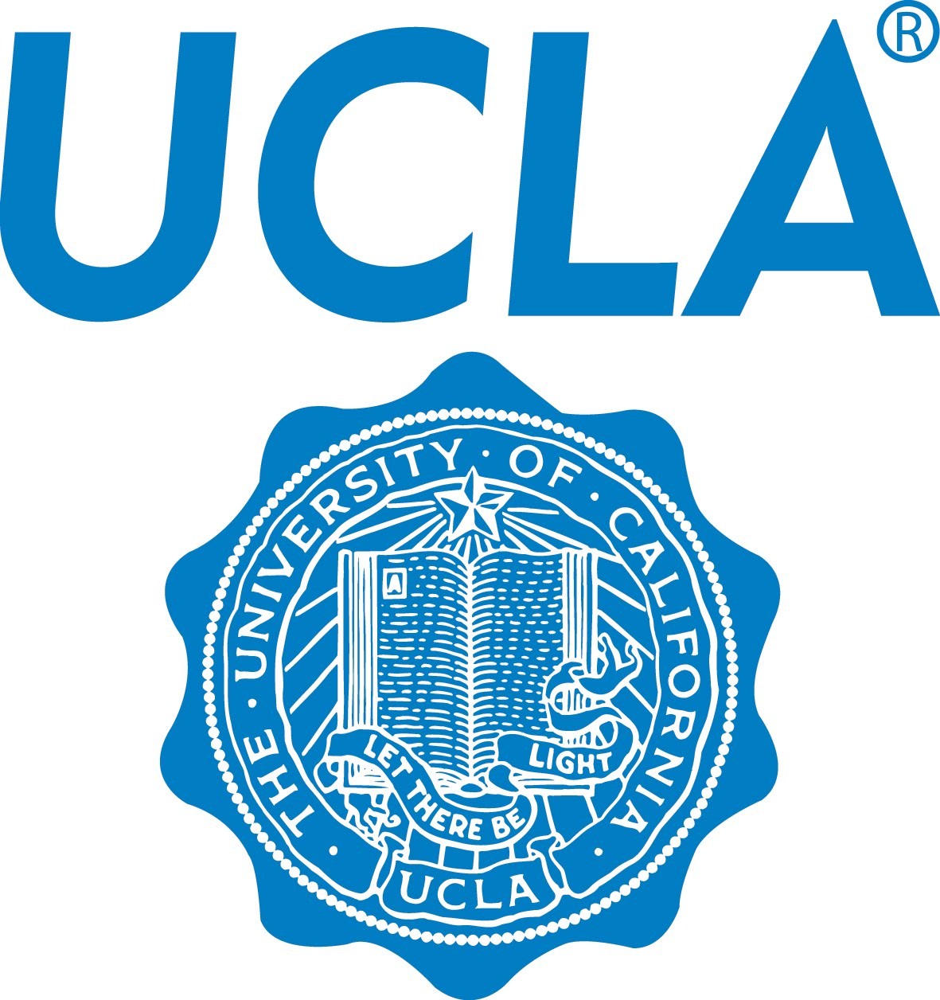 UCLA®
THE · UNIVERSITY · OF · CALIFORNIA
A
LET THERE BE
LIGHT
UCLA